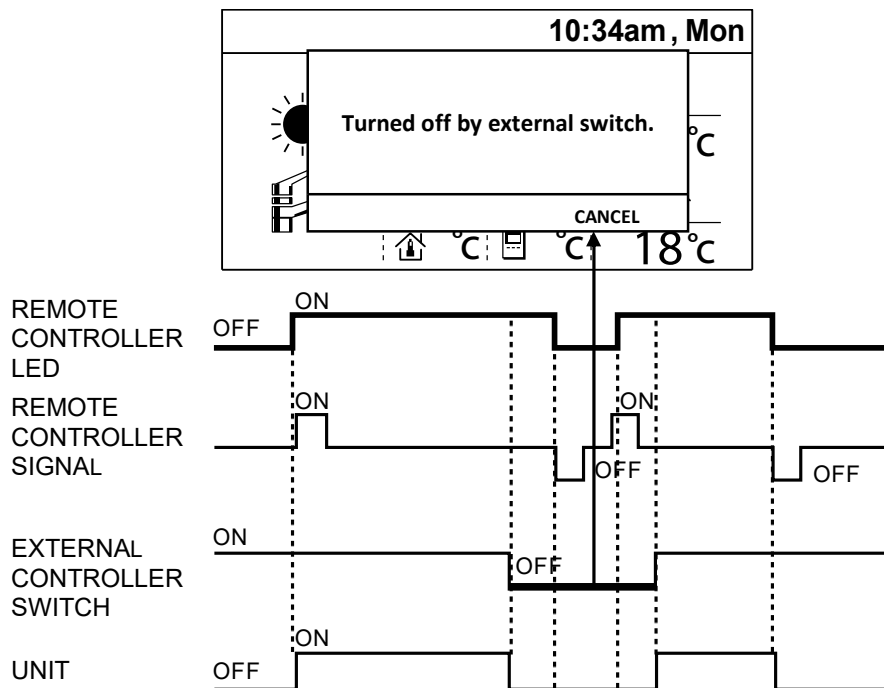 10:34am , Mon
Turned off by external switch.
°C
CANCEL
°C
°C
18°C
REMOTE
CONTROLLER
LED
OFF
ON
REMOTE
CONTROLLER
SIGNAL
ON
OFF
ON
OFF
EXTERNAL
CONTROLLER
SWITCH
ON
OFF
UNIT
OFF
ON